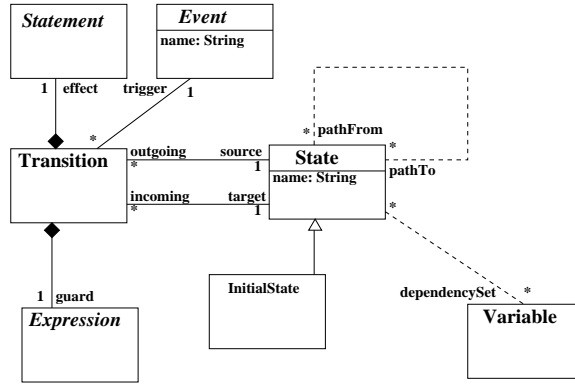 Statement
Event
name: String
1 effect
trigger 1
*
* pathFrom
*
pathTo
Transition
outgoing source
* 1
State
name: String
incoming target
* 1
*
InitialState
dependencySet *
1 guard
Expression
Variable